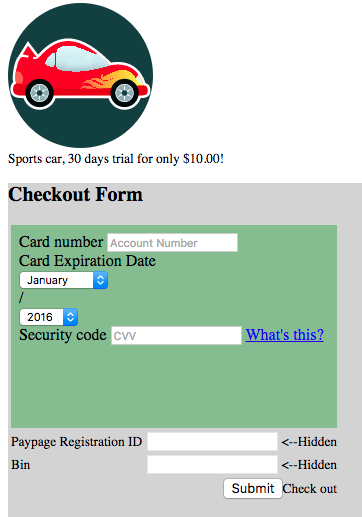 Sports car, 30 days trial for only $10.00!
Checkout Form
Card number Account Number
Card Expiration Date
January
/
2016
Security code CVV What's this?
Paypage Registration ID <--Hidden
Bin <--Hidden
Submit Check out